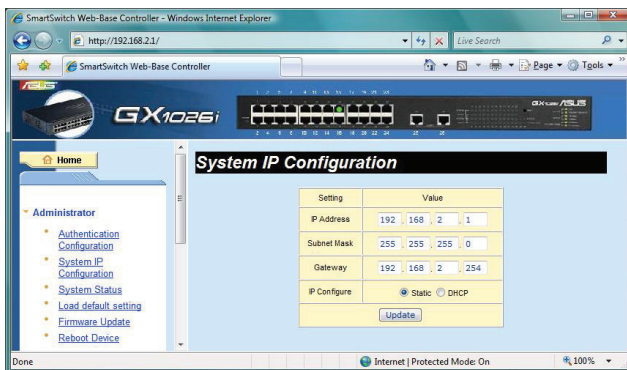 SmartSwitch Web-Base Controller - Windows Internet Explorer
http://192.168.2.1/
Live Search
SmartSwitch Web-Base Controller
Page
Tools
ASUS
GX1026i
ASUS
Home
System IP Configuration
Setting Value
IP Address 192 . 168 . 2 . 1
Subnet Mask 255 . 255 . 255 . 0
Gateway 192 . 168 . 2 . 254
IP Configure Static DHCP
Update
Administrator
Authentication
Configuration
System IP
Configuration
System Status
Load default setting
Firmware Update
Reboot Device
Done
Internet | Protected Mode: On
100%